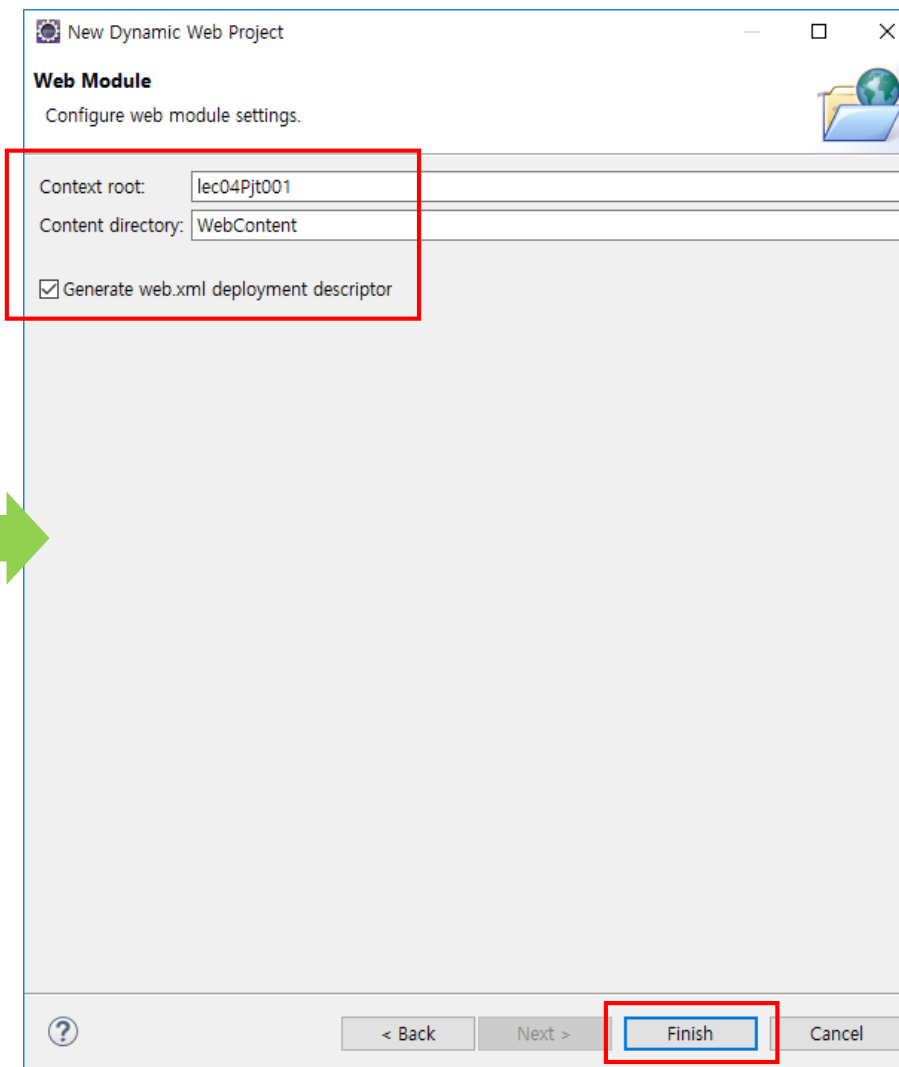 New Dynamic Web Project
Web Module
Configure web module settings.
Context root: lec04Pjt001
Content directory: WebContent
Generate web.xml deployment descriptor
? < Back Next > Finish Cancel